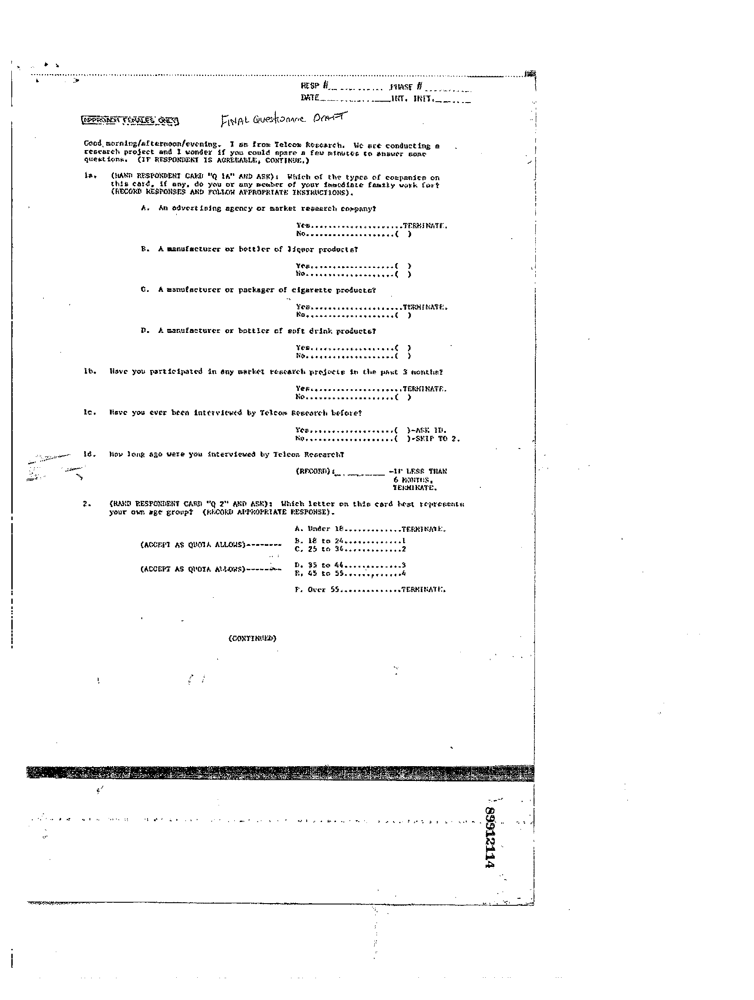 RESP #____________ PHASE #__________
DATE______________INT. INIT.________
Final Questionnaire Draft
Good morning/afternoon/evening. I am from Telcom Research. We are conducting a
research project and I wonder if you could spare a few minutes to answer some
questions. (IF RESPONDENT IS AGREEABLE, CONTINUE.)
1a. (HAND RESPONDENT CARD "Q 1A" AND ASK): Which of the types of companies on
this card, if any, do you or any member of your immediate family work for?
(RECORD RESPONSES AND FOLLOW APPROPRIATE INSTRUCTIONS).
A. An advertising agency or market research company?
Yes.....................TERMINATE.
No....................( )
B. A manufacturer or bottler of liquor products?
Yes...................( )
No....................( )
C. A manufacturer or packager of cigarette products?
Yes.....................TERMINATE.
No....................( )
D. A manufacturer or bottler of soft drink products?
Yes...................( )
No....................( )
1b. Have you participated in any market research projects in the past 3 months?
Yes.....................TERMINATE.
No....................( )
1c. Have you ever been interviewed by Telcom Research before?
Yes...................( )-ASK 1D.
No....................( )-SKIP TO 2.
1d. How long ago were you interviewed by Telcom Research?
(RECORD):___________ -IF LESS THAN
6 MONTHS,
TERMINATE.
2. (HAND RESPONDENT CARD "Q 2" AND ASK): Which letter on this card best represents
your own age group? (RECORD APPROPRIATE RESPONSE).
A. Under 18.............TERMINATE.
(ACCEPT AS QUOTA ALLOWS)-------- B. 18 to 24.............1
C. 25 to 34.............2
(ACCEPT AS QUOTA ALLOWS)-------- D. 35 to 44.............3
E. 45 to 55.............4
F. Over 55..............TERMINATE.
(CONTINUED)
89912114